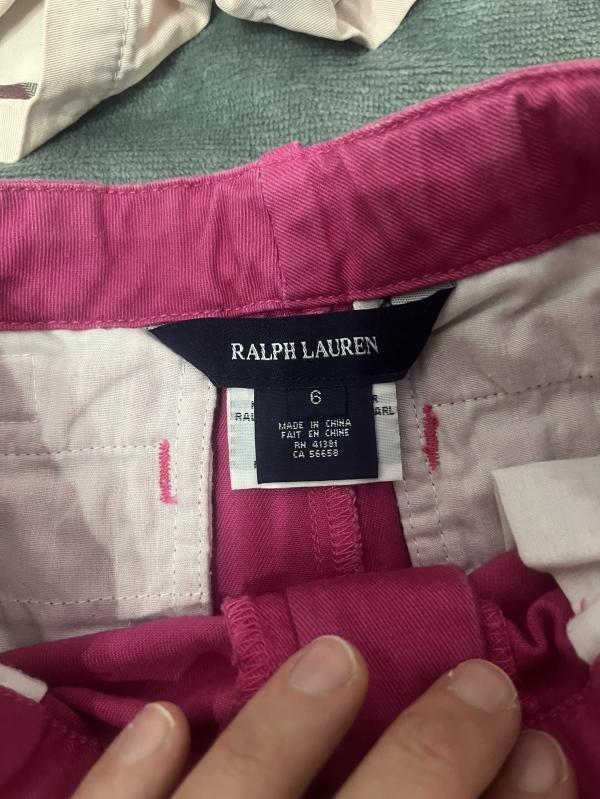 RALPH LAUREN
6
MADE IN CHINA
FAIT EN CHINE
RN 41381
CA 56658